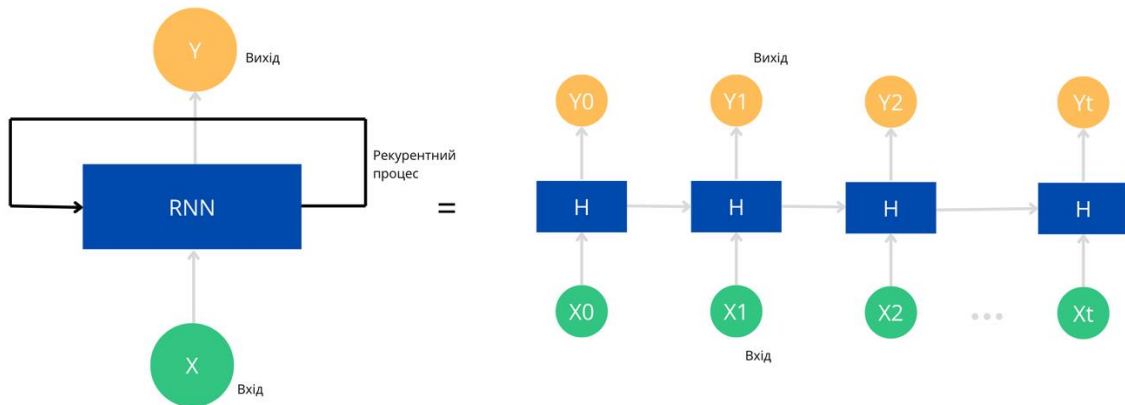 Y
Вихід
Рекурентний
процес
RNN
X
Вхід
=
Вихід
Y0 Y1 Y2 Yt
H H H H
X0 X1 X2 ... Xt
Вхід